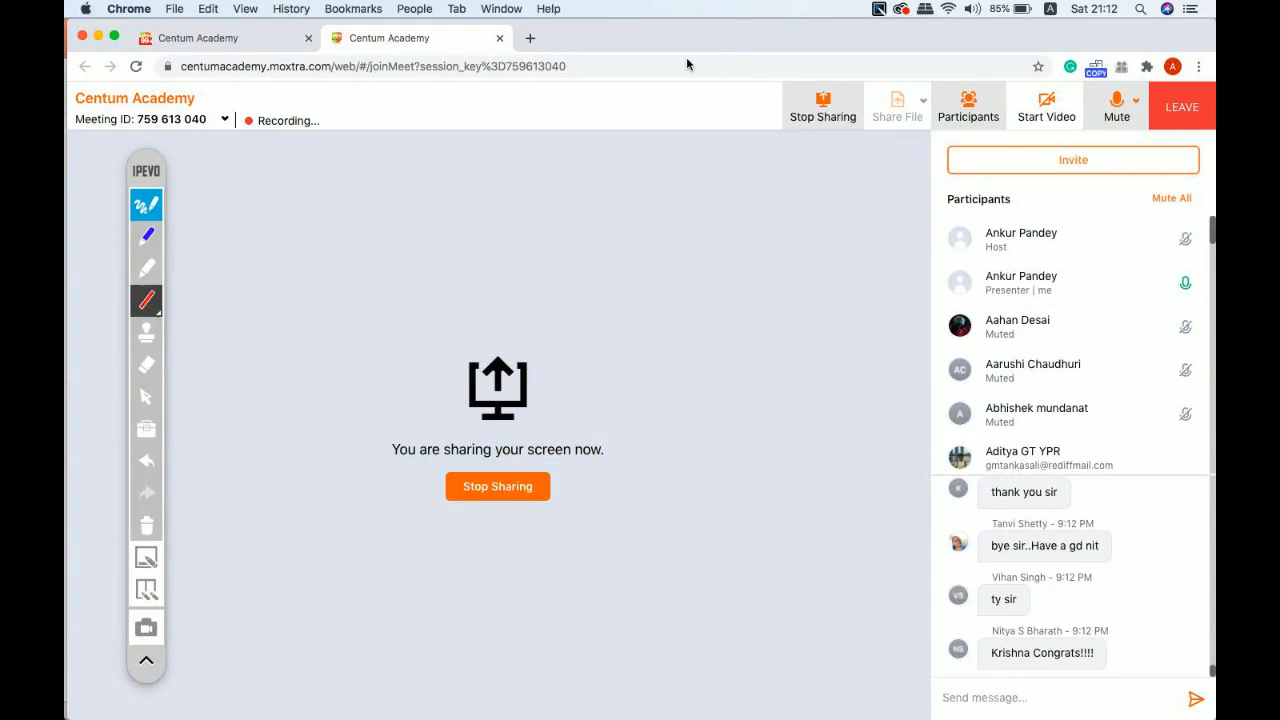 Chrome File Edit View History Bookmarks People Tab Window Help 85% A Sat 21:12
Centum Academy Centum Academy
centumacademy.moxtra.com/web/#/joinMeet?session_key%3D759613040 COPY A
Centum Academy
Meeting ID: 759 613 040 Recording...
Stop Sharing Share File Participants Start Video Mute LEAVE
IPEVO
You are sharing your screen now.
Stop Sharing
Invite
Participants Mute All
Ankur Pandey
Host
Ankur Pandey
Presenter | me
Aahan Desai
Muted
AC Aarushi Chaudhuri
Muted
A Abhishek mundanat
Muted
Aditya GT YPR
gmtankasali@rediffmail.com
K thank you sir
Tanvi Shetty - 9:12 PM
bye sir..Have a gd nit
Vihan Singh - 9:12 PM
VS ty sir
Nitya S Bharath - 9:12 PM
NS Krishna Congrats!!!!
Send message...